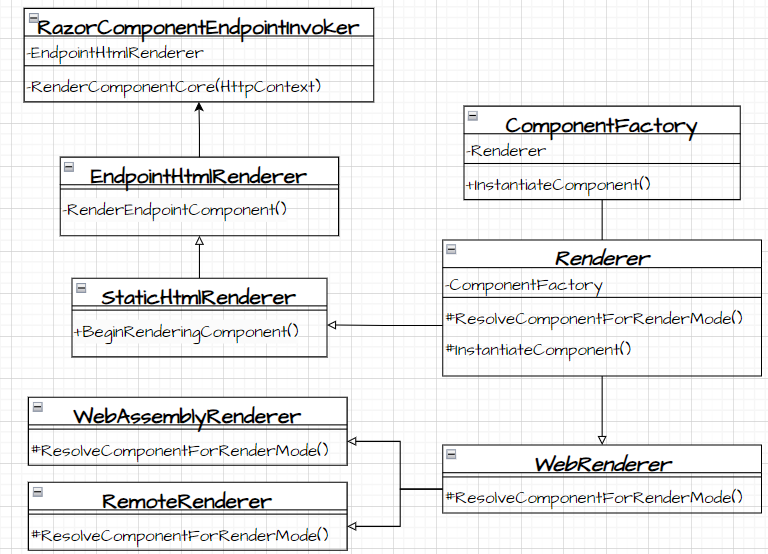 RazorComponentEndpointInvoker
-EndpointHtmlRenderer
-RenderComponentCore(HttpContext)
EndpointHtmlRenderer
-RenderEndpointComponent()
StaticHtmlRenderer
+BeginRenderingComponent()
ComponentFactory
-Renderer
+InstantiateComponent()
Renderer
-ComponentFactory
#ResolveComponentForRenderMode()
#InstantiateComponent()
WebAssemblyRenderer
#ResolveComponentForRenderMode()
RemoteRenderer
#ResolveComponentForRenderMode()
WebRenderer
#ResolveComponentForRenderMode()